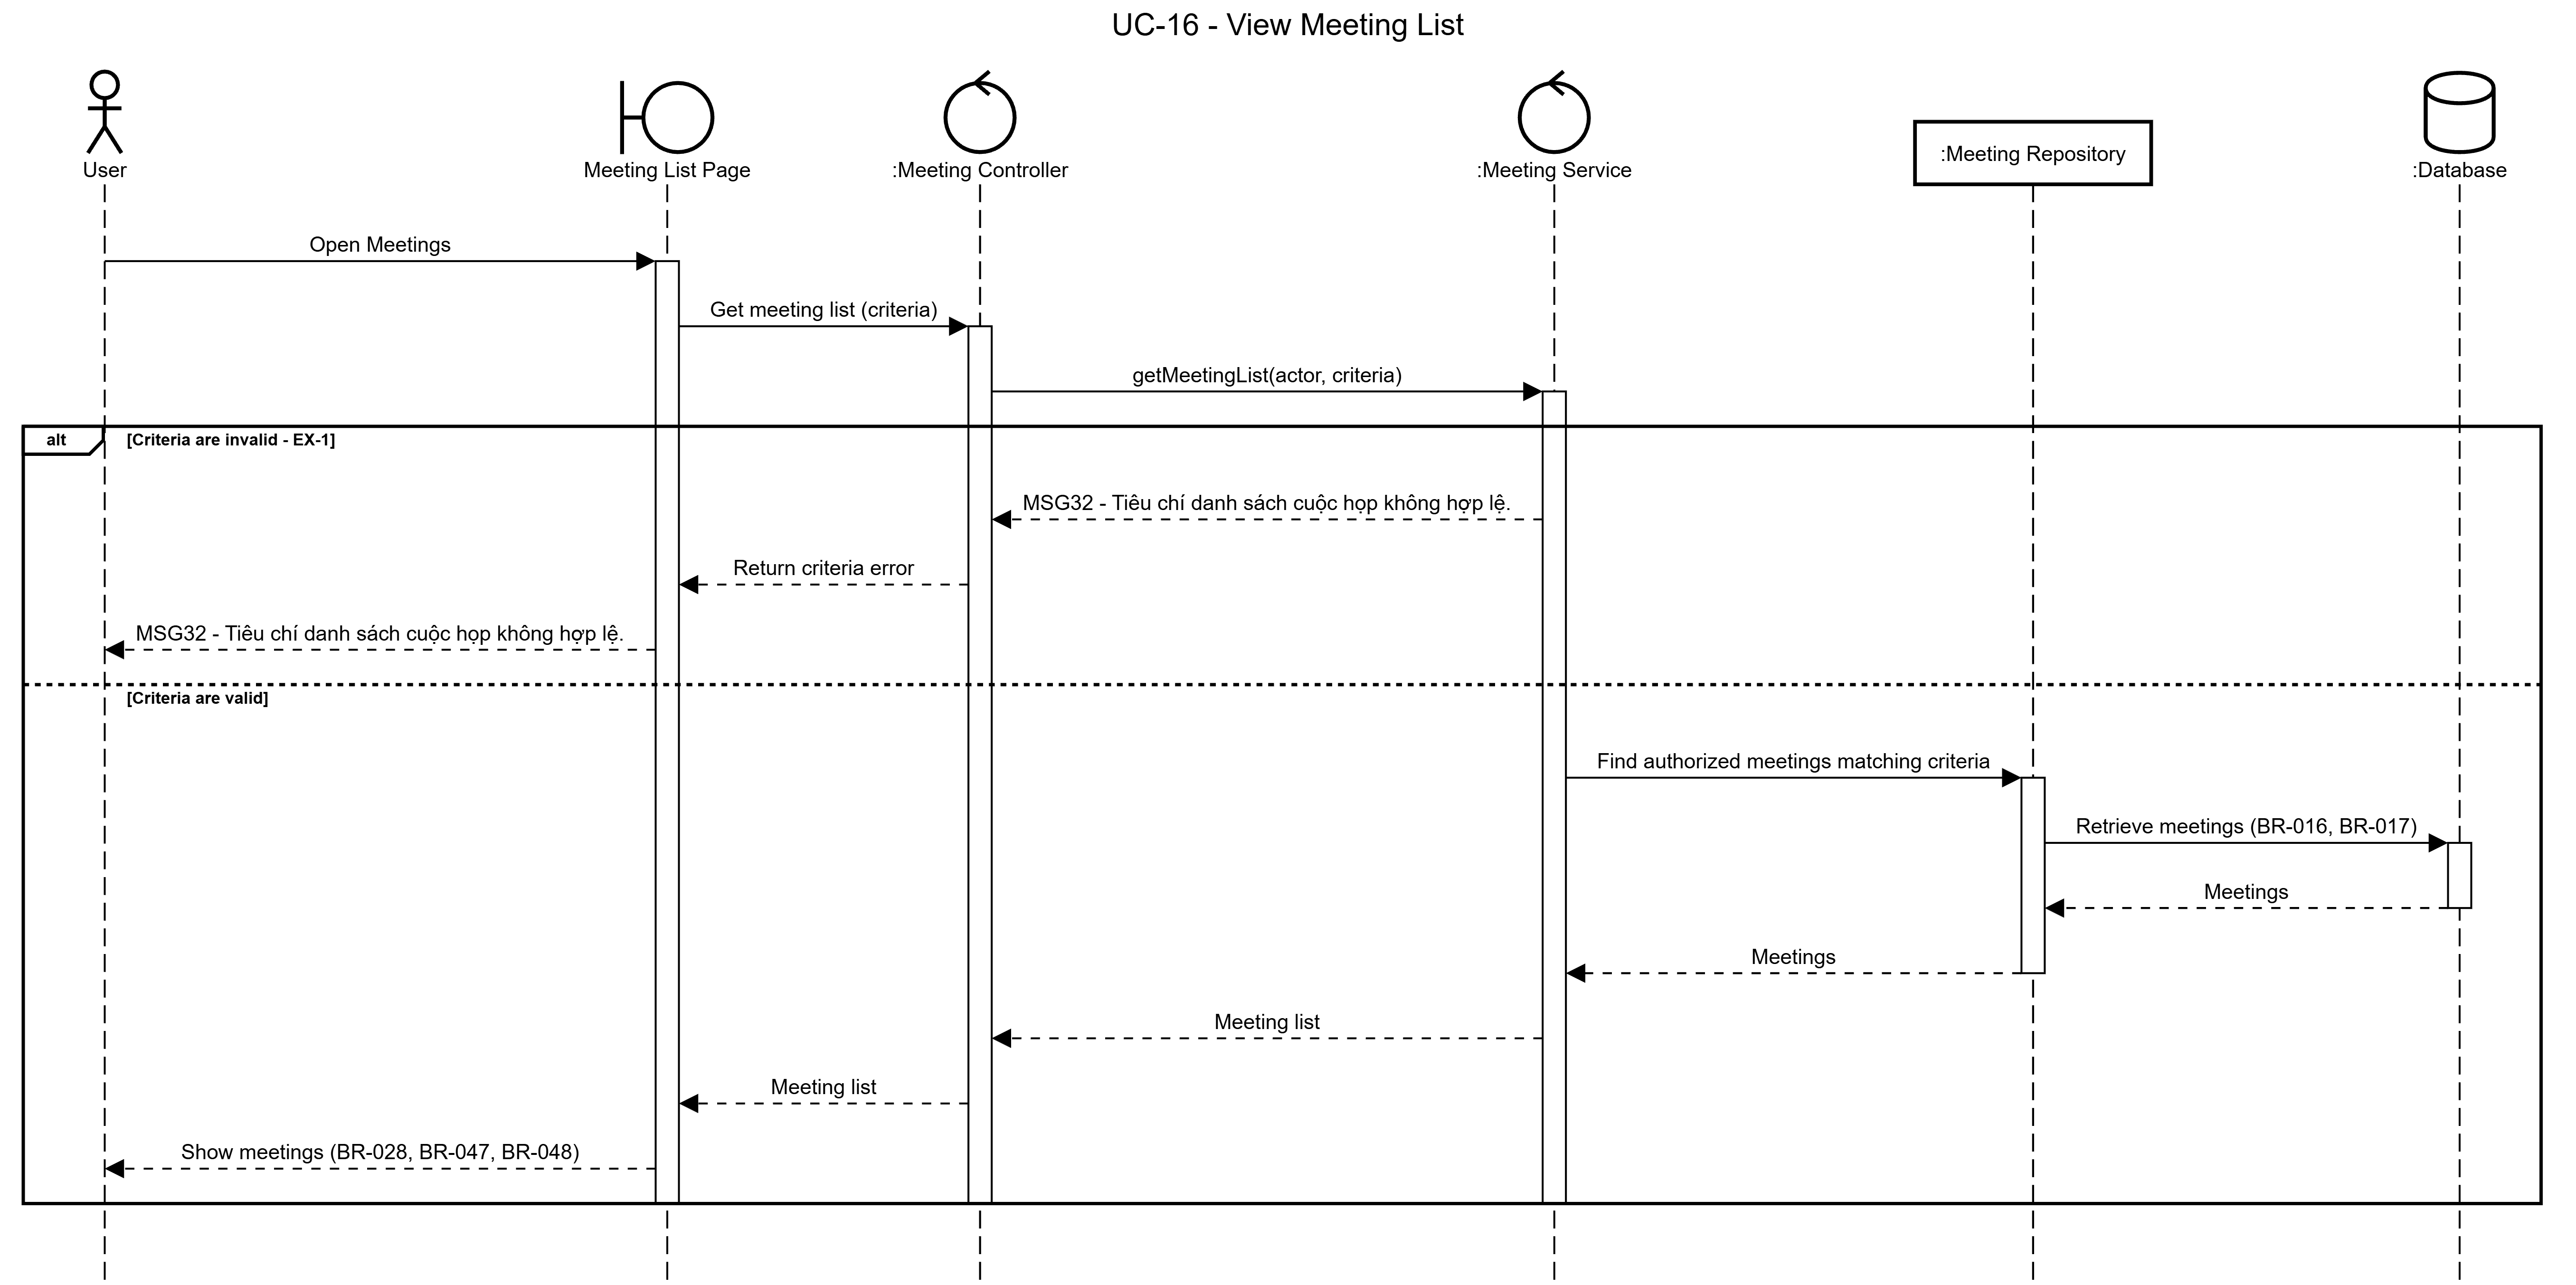 UC-16 - View Meeting List
User
Meeting List Page
:Meeting Controller
:Meeting Service
:Meeting Repository
:Database
Open Meetings
Get meeting list (criteria)
getMeetingList(actor, criteria)
alt
[Criteria are invalid - EX-1]
MSG32 - Tiêu chí danh sách cuộc họp không hợp lệ.
Return criteria error
MSG32 - Tiêu chí danh sách cuộc họp không hợp lệ.
[Criteria are valid]
Find authorized meetings matching criteria
Retrieve meetings (BR-016, BR-017)
Meetings
Meetings
Meeting list
Meeting list
Show meetings (BR-028, BR-047, BR-048)